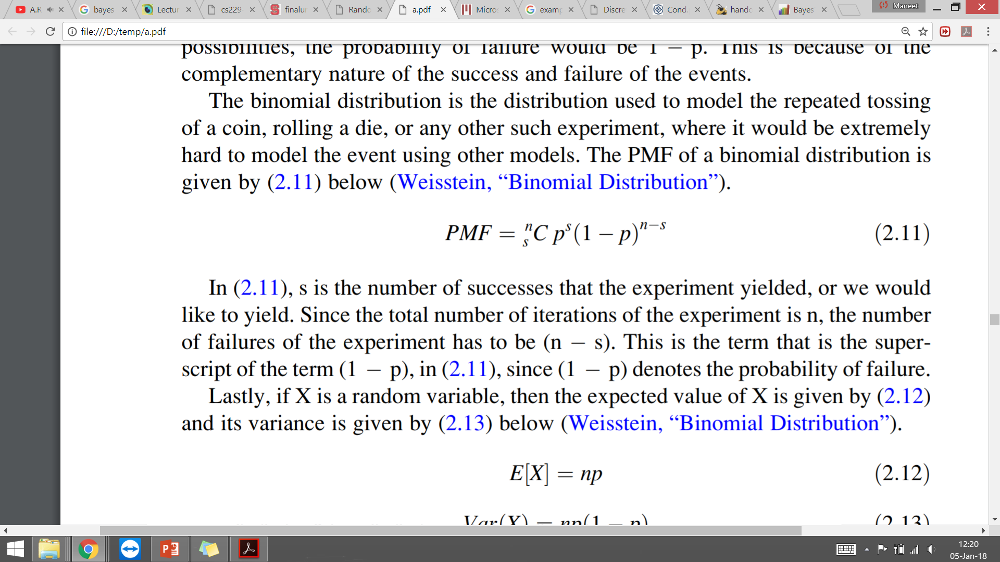 A.R
bayes
Lectur
cs229-
finalur
Rando
a.pdf
Micro
examp
Discre
Cond.
handc
Bayes
Maneet
file:///D:/temp/a.pdf
possibilities, the probability of failure would be 1 − p. This is because of the
complementary nature of the success and failure of the events.
The binomial distribution is the distribution used to model the repeated tossing
of a coin, rolling a die, or any other such experiment, where it would be extremely
hard to model the event using other models. The PMF of a binomial distribution is
given by (2.11) below (Weisstein, “Binomial Distribution”).
PMF = ⁿₛC pˢ(1 − p)ⁿ⁻ˢ (2.11)
In (2.11), s is the number of successes that the experiment yielded, or we would
like to yield. Since the total number of iterations of the experiment is n, the number
of failures of the experiment has to be (n − s). This is the term that is the super-
script of the term (1 − p), in (2.11), since (1 − p) denotes the probability of failure.
Lastly, if X is a random variable, then the expected value of X is given by (2.12)
and its variance is given by (2.13) below (Weisstein, “Binomial Distribution”).
E[X] = np (2.12)
Var(X) = np(1 − p) (2.13)
12:20
05-Jan-18